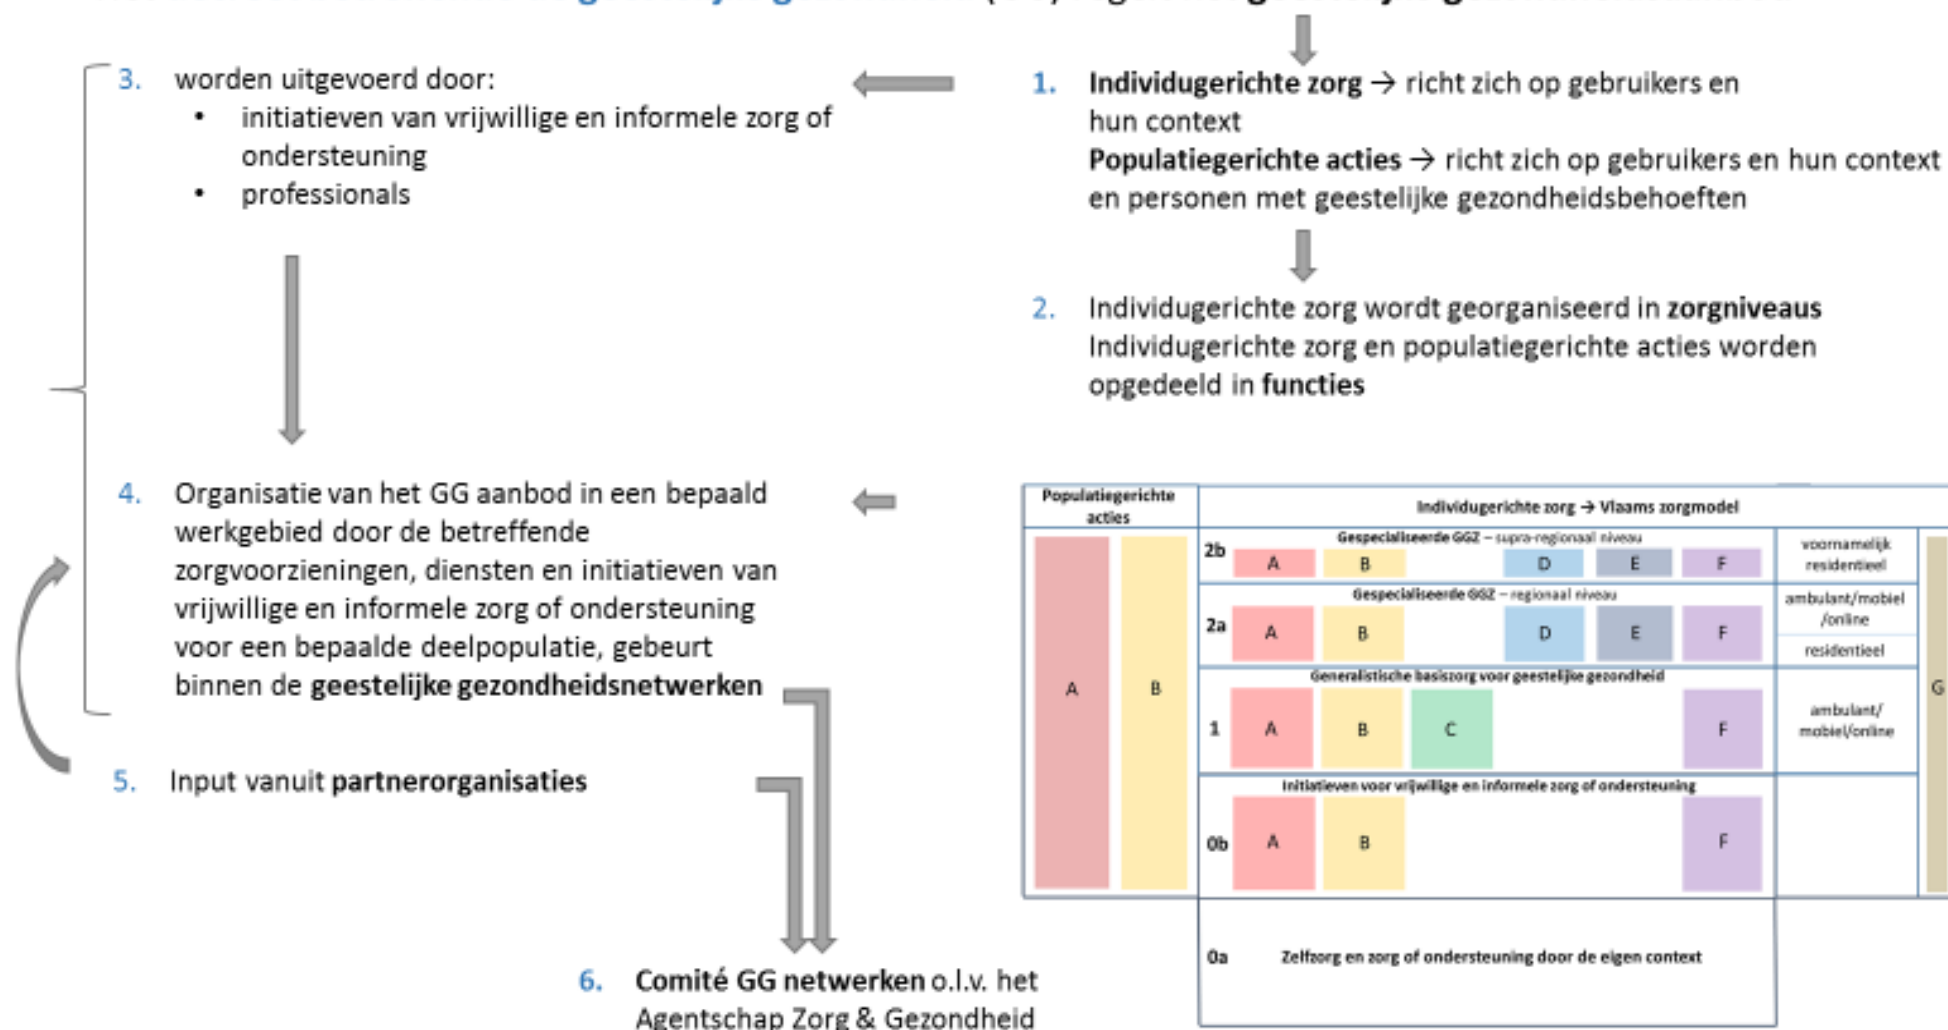 1. Individugerichte zorg → richt zich op gebruikers en
hun context
Populatiegerichte acties → richt zich op gebruikers en hun context
en personen met geestelijke gezondheidsbehoeften
2. Individugerichte zorg wordt georganiseerd in zorgniveaus
Individugerichte zorg en populatiegerichte acties worden
opgedeeld in functies
3. worden uitgevoerd door:
• initiatieven van vrijwillige en informele zorg of
ondersteuning
• professionals
4. Organisatie van het GG aanbod in een bepaald
werkgebied door de betreffende
zorgvoorzieningen, diensten en initiatieven van
vrijwillige en informele zorg of ondersteuning
voor een bepaalde deelpopulatie, gebeurt
binnen de geestelijke gezondheidsnetwerken
5. Input vanuit partnerorganisaties
6. Comité GG netwerken o.l.v. het
Agentschap Zorg & Gezondheid
Populatiegerichte
acties
A B
Individugerichte zorg → Vlaams zorgmodel
Gespecialiseerde GGZ – supra-regionaal niveau
2b A B D E F
voornamelijk
residentieel
Gespecialiseerde GGZ – regionaal niveau
2a A B D E F
ambulant/mobiel
/online
residentieel
Generalistische basiszorg voor geestelijke gezondheid
1 A B C F
ambulant/
mobiel/online
Initiatieven voor vrijwillige en informele zorg of ondersteuning
0b A B F
G
0a Zelfzorg en zorg of ondersteuning door de eigen context